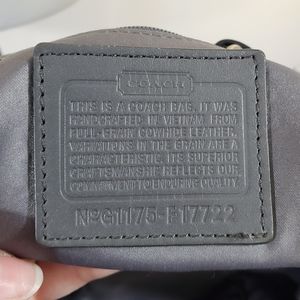 COACH
THIS IS A COACH BAG. IT WAS
HANDCRAFTED IN VIETNAM FROM
FULL-GRAIN COWHIDE LEATHER.
VARIATIONS IN THE GRAIN ARE A
CHARACTERISTIC. ITS SUPERIOR
CRAFTSMANSHIP REFLECTS OUR
COMMITMENT TO ENDURING QUALITY.
Nº G1175-F17722